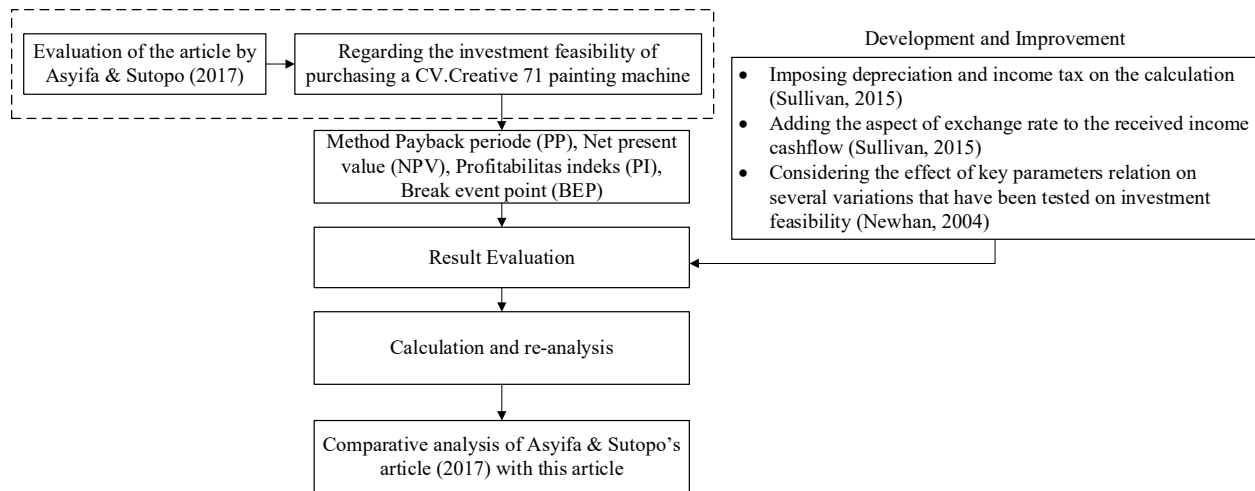 Evaluation of the article by
Asyifa & Sutopo (2017)
Regarding the investment feasibility of
purchasing a CV.Creative 71 painting machine
Method Payback periode (PP), Net present
value (NPV), Profitabilitas indeks (PI),
Break event point (BEP)
Development and Improvement
• Imposing depreciation and income tax on the calculation
(Sullivan, 2015)
• Adding the aspect of exchange rate to the received income
cashflow (Sullivan, 2015)
• Considering the effect of key parameters relation on
several variations that have been tested on investment
feasibility (Newhan, 2004)
Result Evaluation
Calculation and re-analysis
Comparative analysis of Asyifa & Sutopo’s
article (2017) with this article